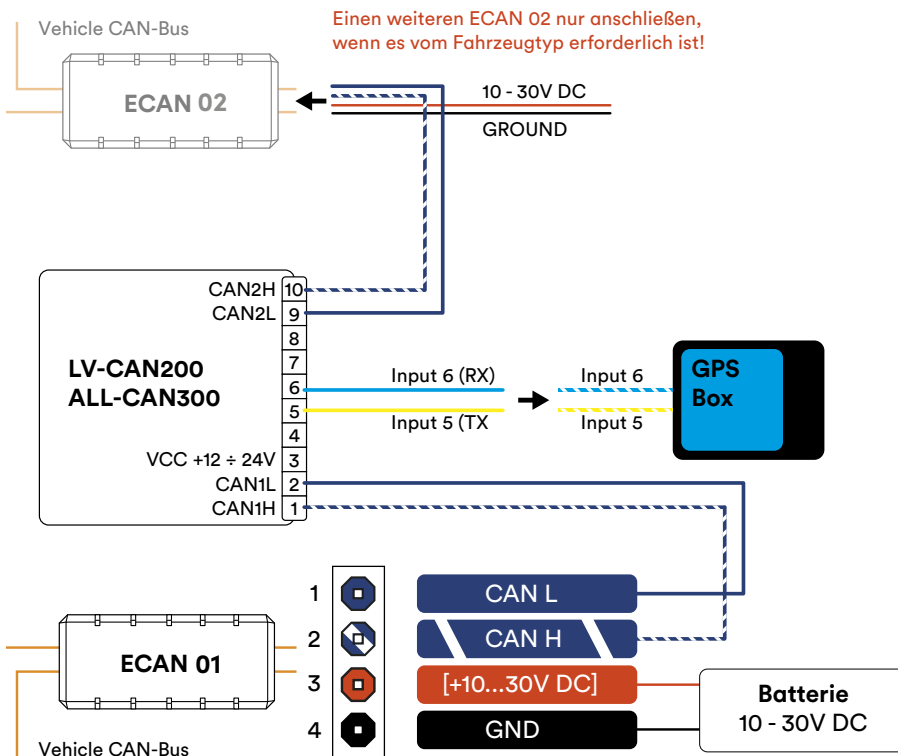 Vehicle CAN-Bus
Einen weiteren ECAN 02 nur anschließen,
wenn es vom Fahrzeugtyp erforderlich ist!
ECAN 02
10 - 30V DC
GROUND
CAN2H 10
CAN2L 9
8
7
LV-CAN200
ALL-CAN300
6
Input 6 (RX)
Input 6
5
Input 5 (TX
Input 5
GPS
Box
4
VCC +12 ÷ 24V 3
CAN1L 2
CAN1H 1
1 CAN L
2 CAN H
3 [+10...30V DC]
4 GND
ECAN 01
Batterie
10 - 30V DC
Vehicle CAN-Bus